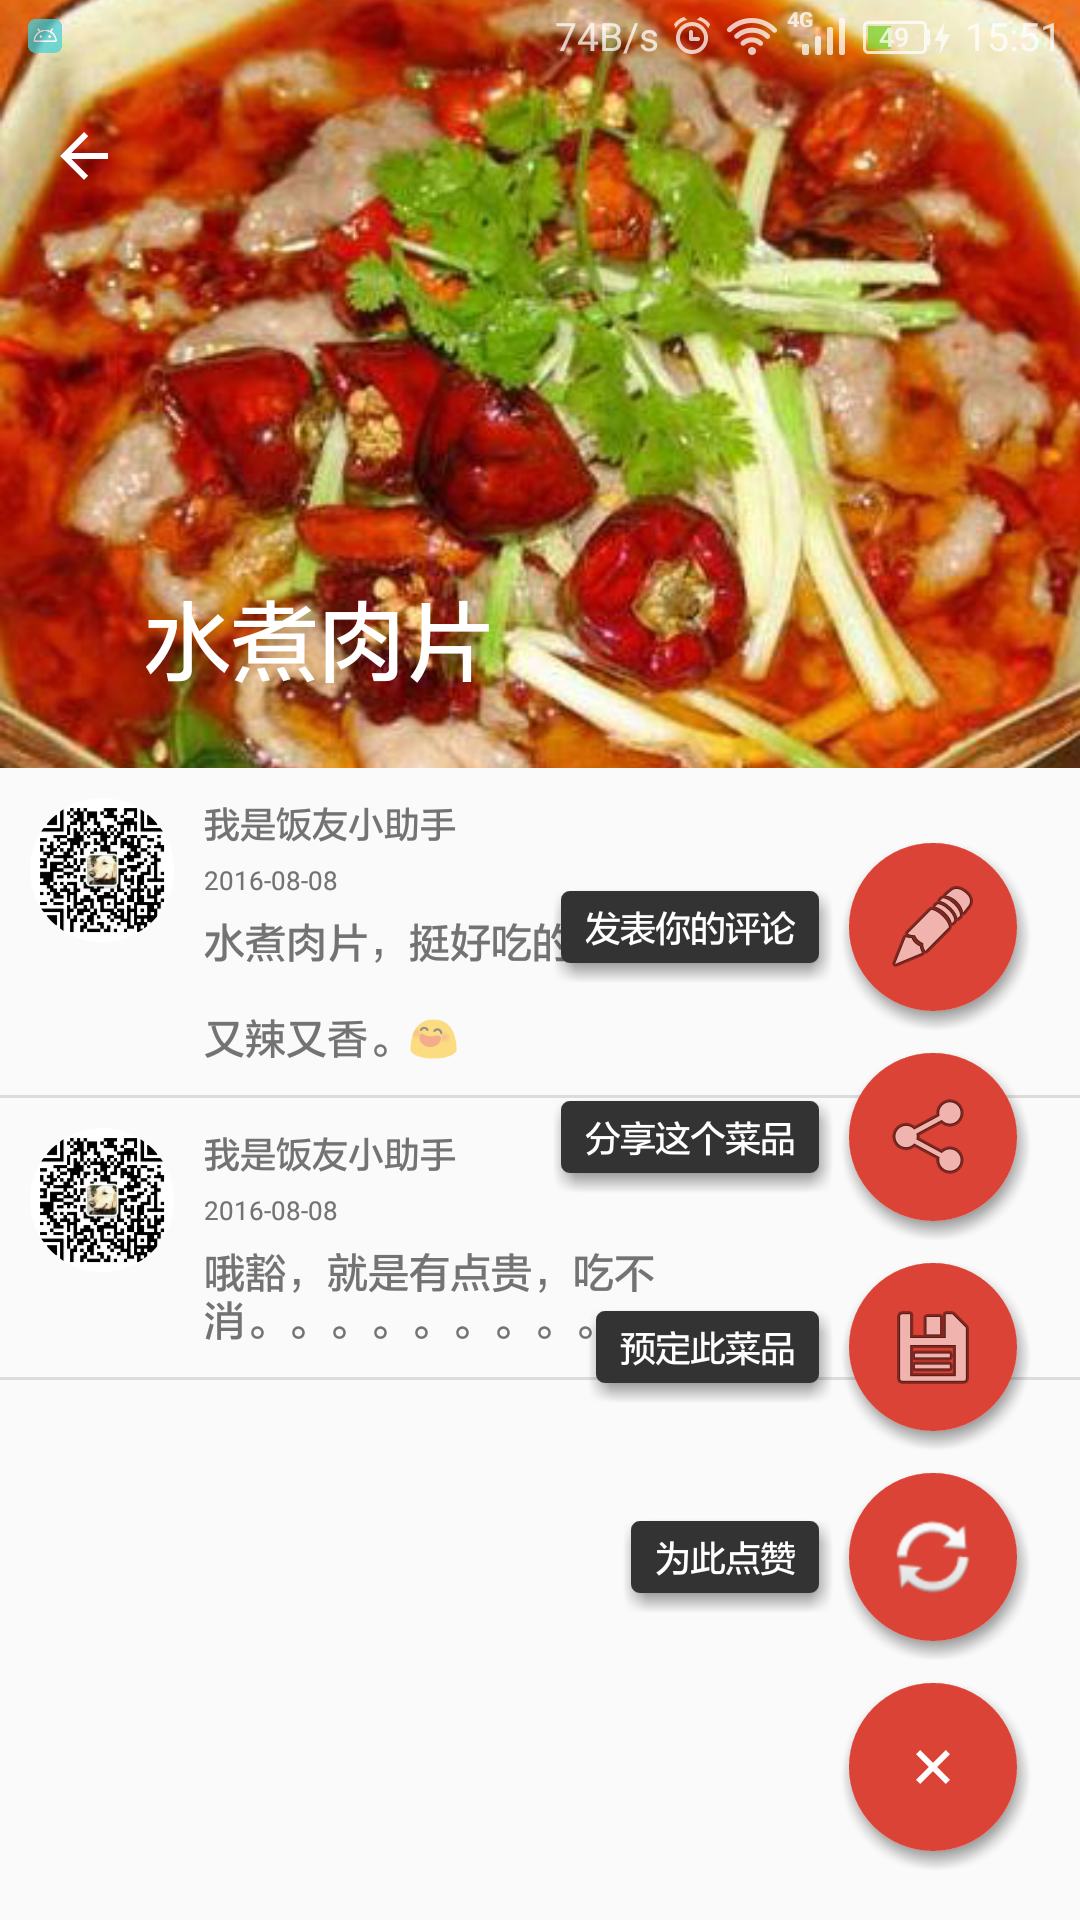 74B/s 4G 49 15:51
水煮肉片
我是饭友小助手
2016-08-08
水煮肉片，挺好吃的
发表你的评论
又辣又香。
分享这个菜品
我是饭友小助手
2016-08-08
哦豁，就是有点贵，吃不
消。。。。。。。。。
预定此菜品
为此点赞